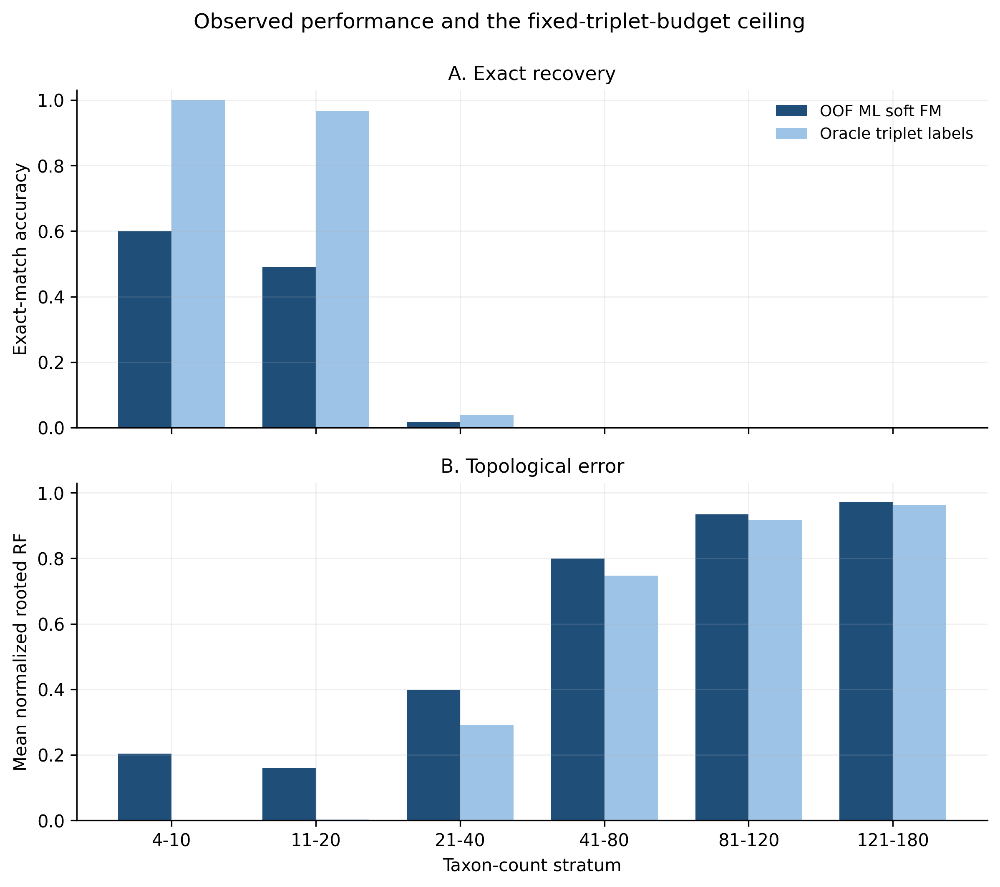 Observed performance and the fixed-triplet-budget ceiling
A. Exact recovery
Exact-match accuracy
1.0
0.8
0.6
0.4
0.2
0.0
OOF ML soft FM
Oracle triplet labels
B. Topological error
Mean normalized rooted RF
1.0
0.8
0.6
0.4
0.2
0.0
4-10
11-20
21-40
41-80
81-120
121-180
Taxon-count stratum